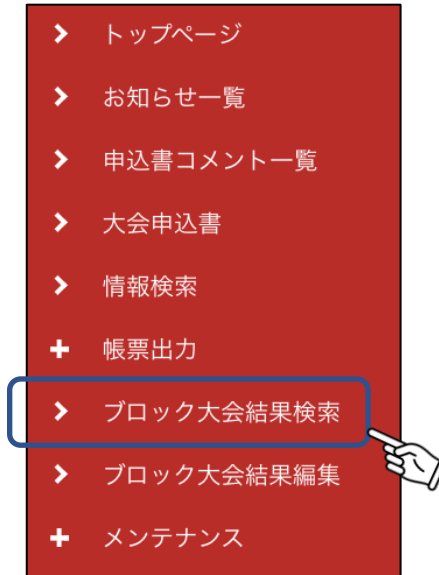 トップページ
お知らせ一覧
申込書コメント一覧
大会申込書
情報検索
帳票出力
ブロック大会結果検索
ブロック大会結果編集
メンテナンス